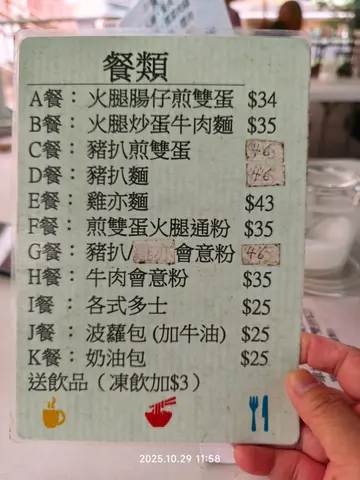 餐類
A餐：火腿腸仔煎雙蛋 $34
B餐：火腿炒蛋牛肉麵 $35
C餐：豬扒煎雙蛋 46
D餐：豬扒麵 46
E餐：雞亦麵 $43
F餐：煎雙蛋火腿通粉 $35
G餐：豬扒/會意粉 46
H餐：牛肉會意粉 $35
I餐：各式多士 $25
J餐：波蘿包 (加牛油) $25
K餐：奶油包 $25
送飲品（凍飲加$3）
2025.10.29 11:58